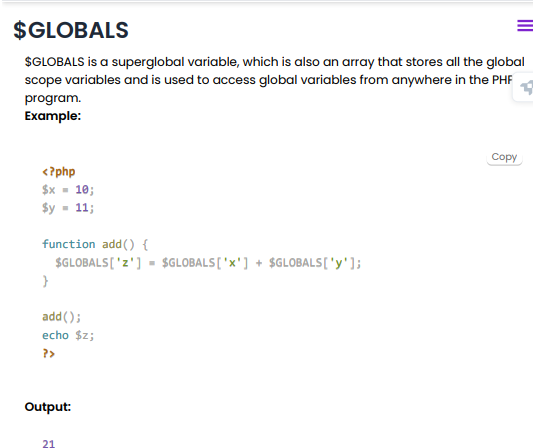 $GLOBALS
$GLOBALS is a superglobal variable, which is also an array that stores all the global
scope variables and is used to access global variables from anywhere in the PHP
program.
Example:
Copy
<?php
$x = 10;
$y = 11;
function add() {
  $GLOBALS['z'] = $GLOBALS['x'] + $GLOBALS['y'];
}
add();
echo $z;
?>
Output:
21